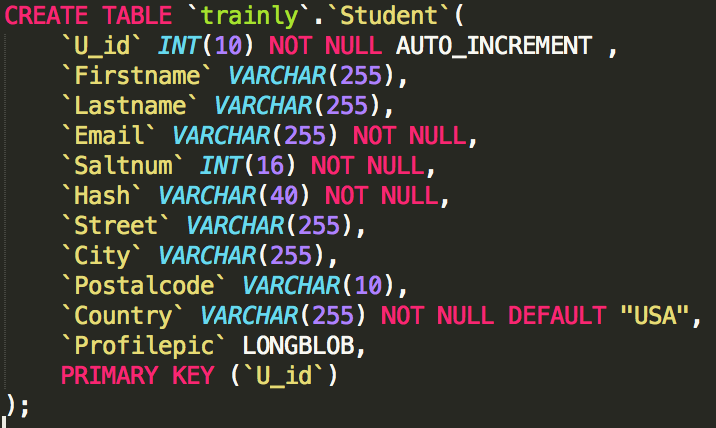 CREATE TABLE `trainly`.`Student`(
`U_id` INT(10) NOT NULL AUTO_INCREMENT ,
`Firstname` VARCHAR(255),
`Lastname` VARCHAR(255),
`Email` VARCHAR(255) NOT NULL,
`Saltnum` INT(16) NOT NULL,
`Hash` VARCHAR(40) NOT NULL,
`Street` VARCHAR(255),
`City` VARCHAR(255),
`Postalcode` VARCHAR(10),
`Country` VARCHAR(255) NOT NULL DEFAULT "USA",
`Profilepic` LONGBLOB,
PRIMARY KEY (`U_id`)
);